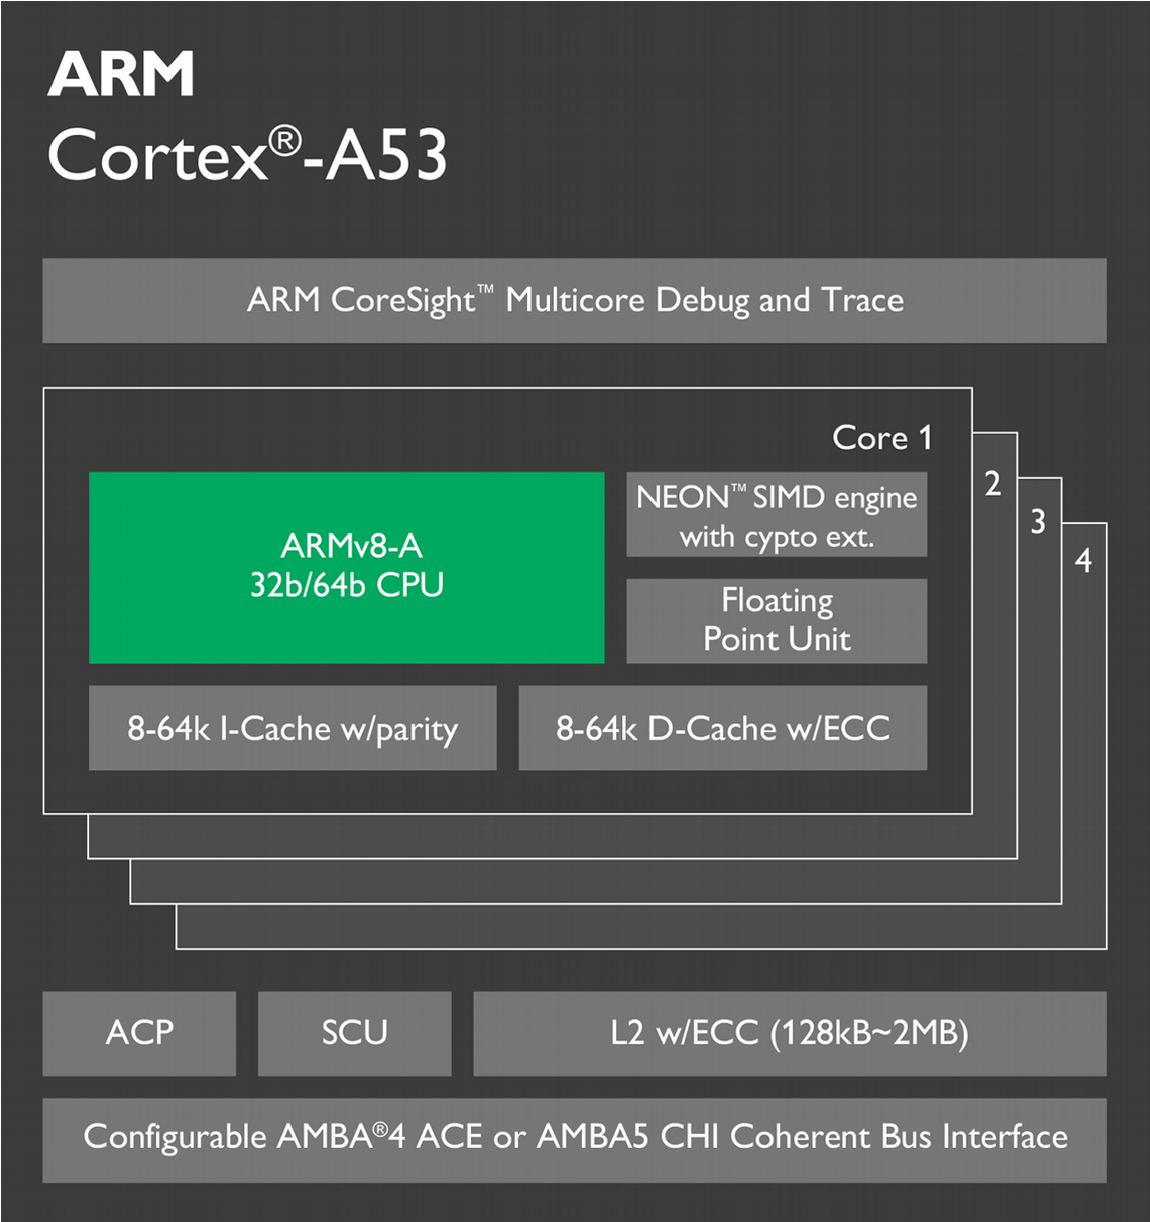 ARM
Cortex®-A53
ARM CoreSight™ Multicore Debug and Trace
Core 1
2
3
4
ARMv8-A
32b/64b CPU
NEON™ SIMD engine
with cypto ext.
Floating
Point Unit
8-64k I-Cache w/parity
8-64k D-Cache w/ECC
ACP
SCU
L2 w/ECC (128kB~2MB)
Configurable AMBA®4 ACE or AMBA5 CHI Coherent Bus Interface